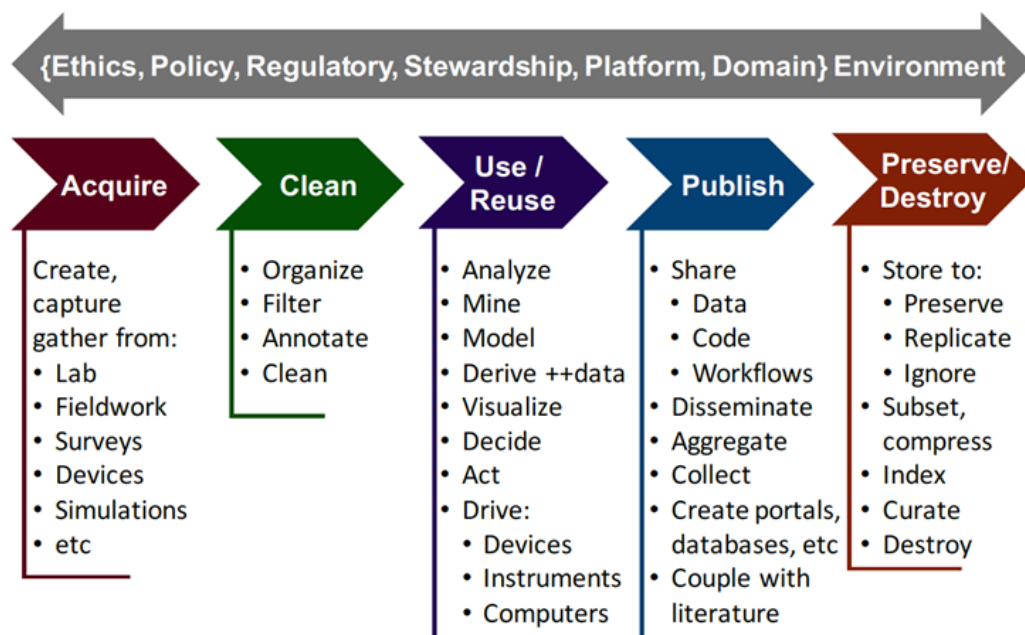 {Ethics, Policy, Regulatory, Stewardship, Platform, Domain} Environment
Acquire
Create,
capture
gather from:
• Lab
• Fieldwork
• Surveys
• Devices
• Simulations
• etc
Clean
• Organize
• Filter
• Annotate
• Clean
Use /
Reuse
• Analyze
• Mine
• Model
• Derive ++data
• Visualize
• Decide
• Act
• Drive:
• Devices
• Instruments
• Computers
Publish
• Share
• Data
• Code
• Workflows
• Disseminate
• Aggregate
• Collect
• Create portals,
databases, etc
• Couple with
literature
Preserve/
Destroy
• Store to:
• Preserve
• Replicate
• Ignore
• Subset,
compress
• Index
• Curate
• Destroy